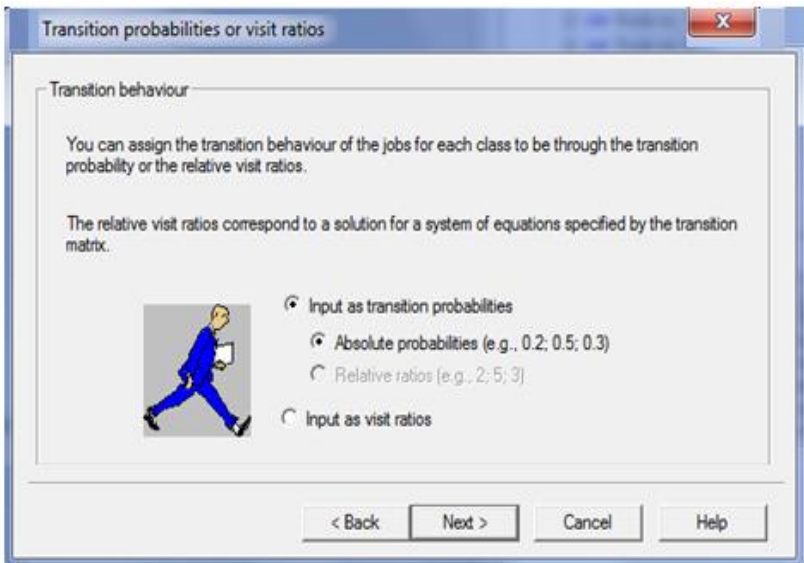 Transition probabilities or visit ratios
X
Transition behaviour
You can assign the transition behaviour of the jobs for each class to be through the transition
probability or the relative visit ratios.
The relative visit ratios correspond to a solution for a system of equations specified by the transition
matrix.
Input as transition probabilities
Absolute probabilities (e.g., 0.2; 0.5; 0.3)
Relative ratios (e.g., 2; 5; 3)
Input as visit ratios
< Back Next > Cancel Help